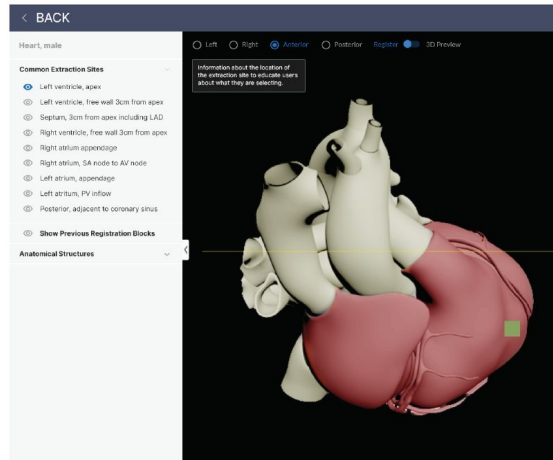 < BACK
Heart, male
Left Right Anterior Posterior Register 3D Preview
Information about the location of
the extraction site to educate users
about what they are selecting.
Common Extraction Sites
Left ventricle, apex
Left ventricle, free wall 3cm from apex
Septum, 3cm from apex including LAD
Right ventricle, free wall 3cm from apex
Right atrium appendage
Right atrium, SA node to AV node
Left atrium, appendage
Left atritum, PV inflow
Posterior, adjacent to coronary sinus
Show Previous Registration Blocks
Anatomical Structures